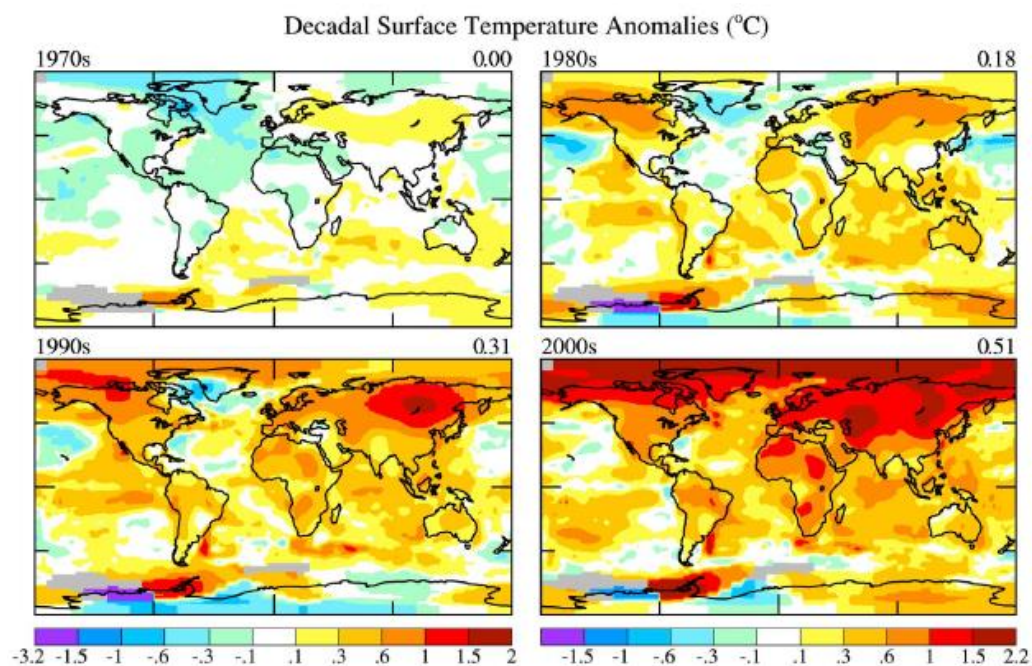 Decadal Surface Temperature Anomalies (°C)
1970s 0.00
1980s 0.18
1990s 0.31
2000s 0.51
-3.2 -1.5 -1 -.6 -.3 -.1 .1 .3 .6 1 1.5 2
-1.5 -1 -.6 -.3 -.1 .1 .3 .6 1 1.5 2.2